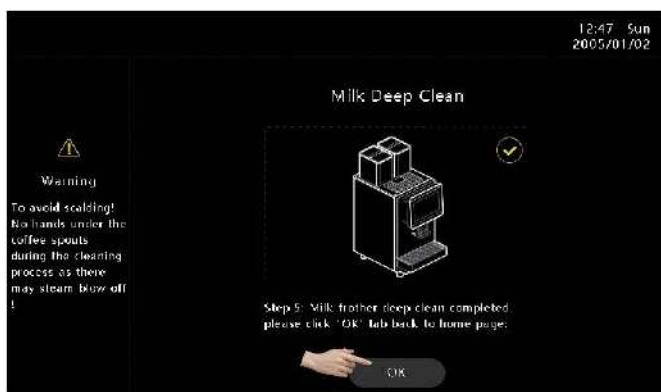 12:47 Sun
2005/01/02
Milk Deep Clean
Warning
To avoid scalding!
No hands under the
coffee spouts
during the cleaning
process as there
may steam blow off
!
Step 5: Milk frother deep clean completed,
please click "OK" tab back to home page:
OK